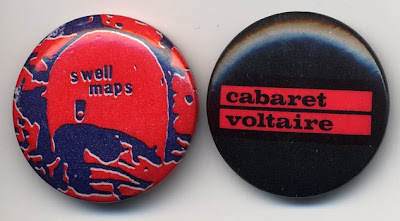 swell
maps
cabaret
voltaire